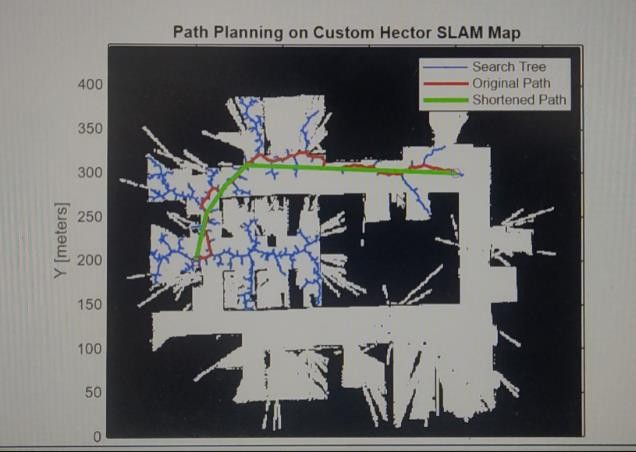 Path Planning on Custom Hector SLAM Map
Search Tree
Original Path
Shortened Path
400
350
300
250
200
150
100
50
0
Y [meters]